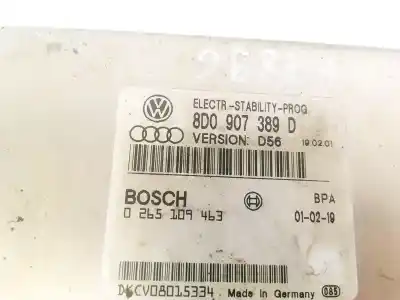 ELECTR.-STABILITY-PROG.
8D0 907 389 D
VERSION: D56 19.02.01
BOSCH
0 265 109 463
BPA
01-02-19
Made in Germany 085